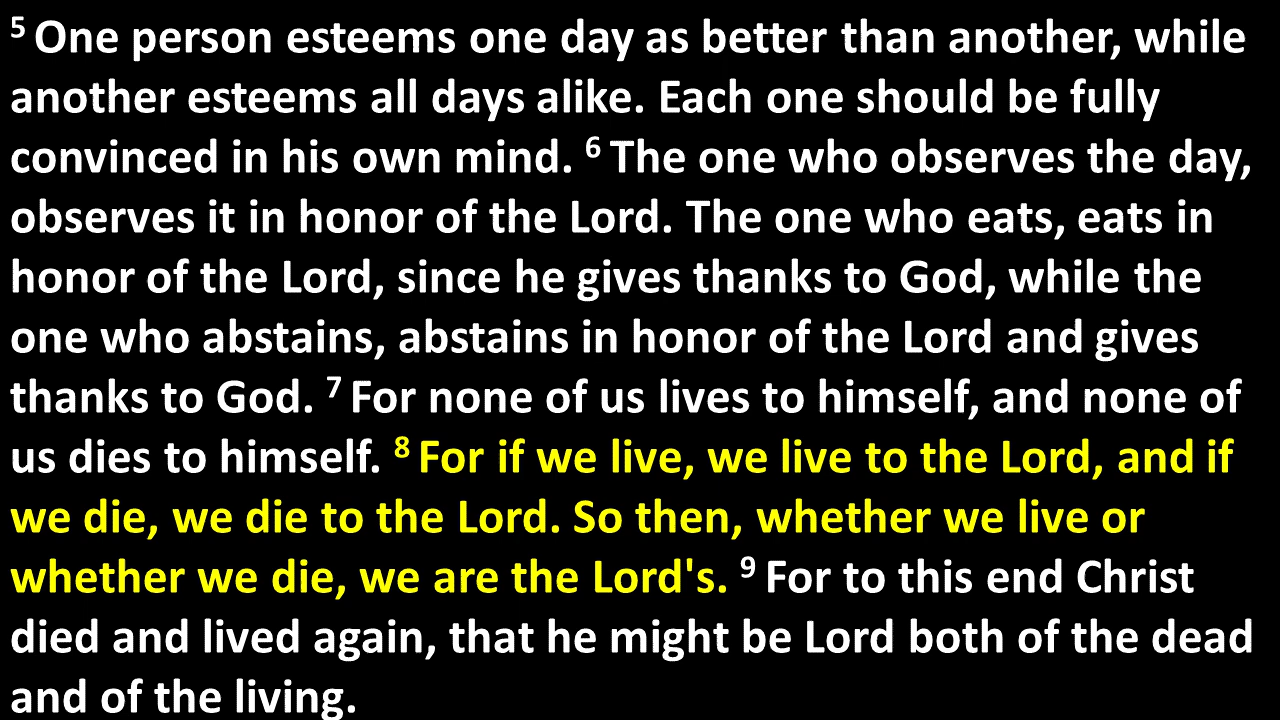 5 One person esteems one day as better than another, while
another esteems all days alike. Each one should be fully
convinced in his own mind. 6 The one who observes the day,
observes it in honor of the Lord. The one who eats, eats in
honor of the Lord, since he gives thanks to God, while the
one who abstains, abstains in honor of the Lord and gives
thanks to God. 7 For none of us lives to himself, and none of
us dies to himself. 8 For if we live, we live to the Lord, and if
we die, we die to the Lord. So then, whether we live or
whether we die, we are the Lord's. 9 For to this end Christ
died and lived again, that he might be Lord both of the dead
and of the living.